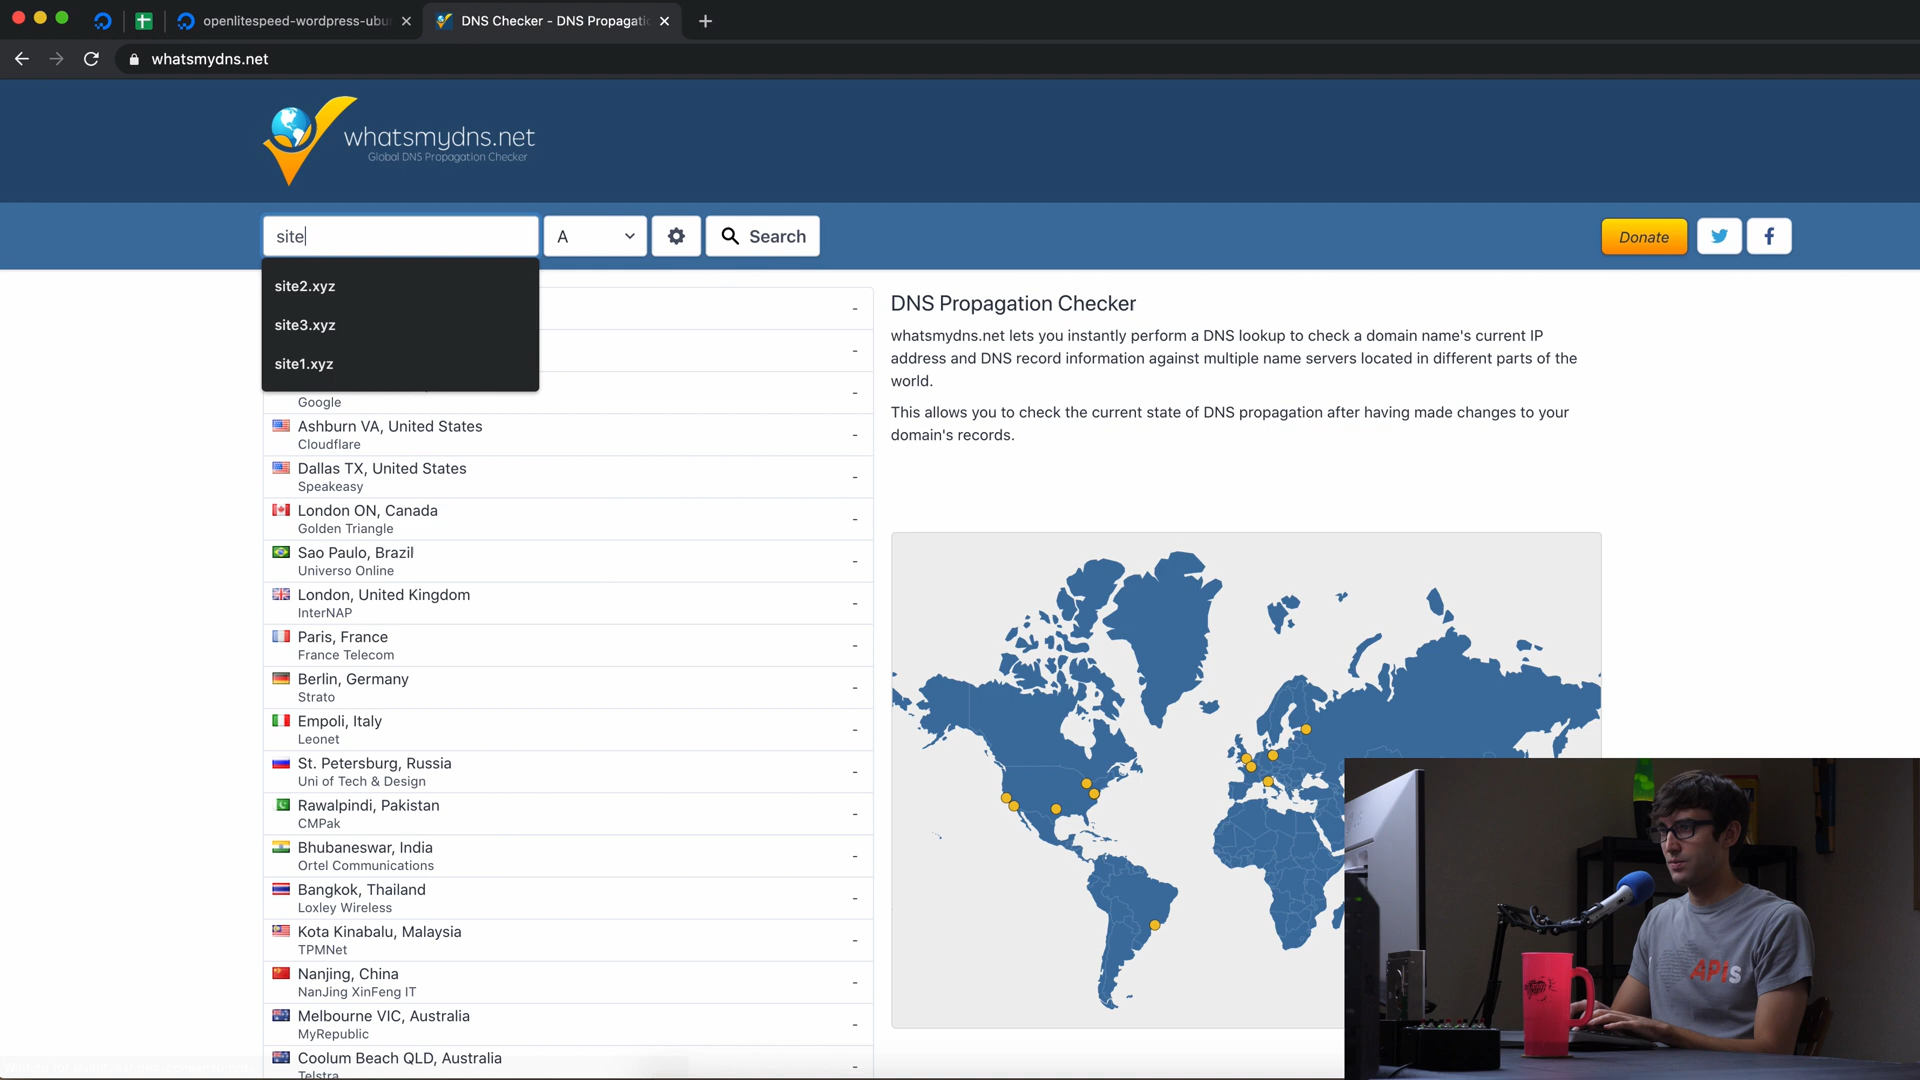 openlitespeed-wordpress-ubu
DNS Checker - DNS Propagati
whatsmydns.net
whatsmydns.net
Global DNS Propagation Checker
site
A
Search
Donate
site2.xyz
site3.xyz
site1.xyz
-
-
-
Google
Ashburn VA, United States
-
Cloudflare
Dallas TX, United States
-
Speakeasy
London ON, Canada
-
Golden Triangle
Sao Paulo, Brazil
-
Universo Online
London, United Kingdom
-
InterNAP
Paris, France
-
France Telecom
Berlin, Germany
-
Strato
Empoli, Italy
-
Leonet
St. Petersburg, Russia
-
Uni of Tech & Design
Rawalpindi, Pakistan
-
CMPak
Bhubaneswar, India
-
Ortel Communications
Bangkok, Thailand
-
Loxley Wireless
Kota Kinabalu, Malaysia
-
TPMNet
Nanjing, China
-
NanJing XinFeng IT
Melbourne VIC, Australia
-
MyRepublic
Coolum Beach QLD, Australia
-
Telstra
DNS Propagation Checker
whatsmydns.net lets you instantly perform a DNS lookup to check a domain name's current IP
address and DNS record information against multiple name servers located in different parts of the
world.
This allows you to check the current state of DNS propagation after having made changes to your
domain's records.
APIs